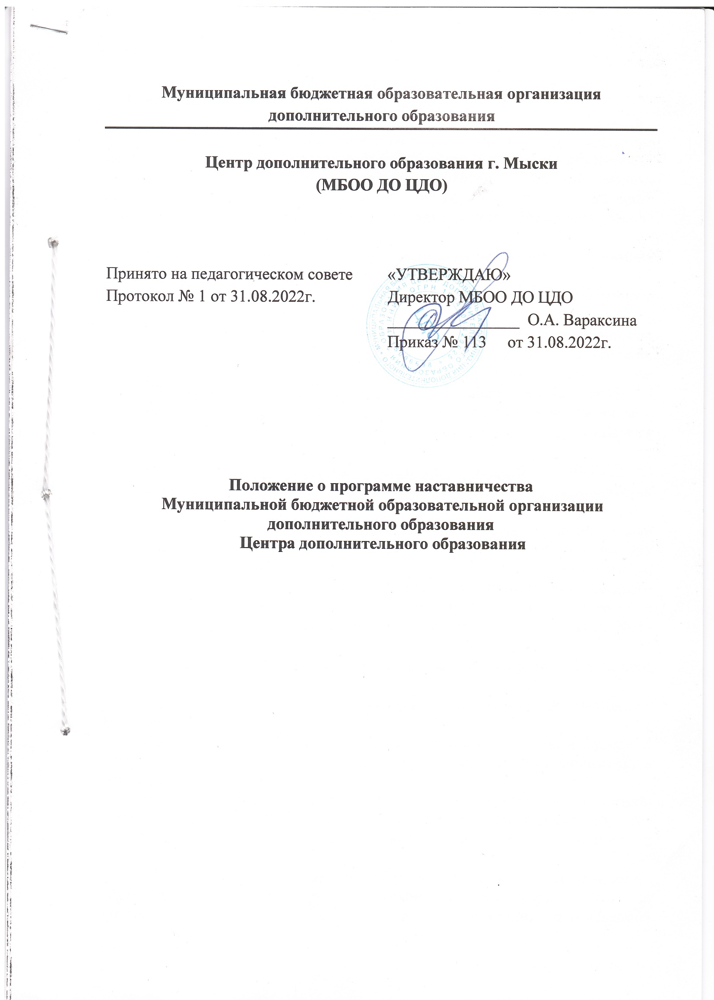 Муниципальная бюджетная образовательная организация
дополнительного образования
Центр дополнительного образования г. Мыски
(МБОО ДО ЦДО)
Принято на педагогическом совете
Протокол № 1 от 31.08.2022г.
«УТВЕРЖДАЮ»
Директор МБОО ДО ЦДО
О.А. Вараксина
Приказ № 113 от 31.08.2022г.
Положение о программе наставничества
Муниципальной бюджетной образовательной организации
дополнительного образования
Центра дополнительного образования